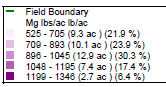 Field Boundary
Mg lbs/ac lb/ac
525 - 705 (9.3 ac ) (21.9 %)
709 - 893 (10.1 ac ) (23.9 %)
896 - 1045 (12.9 ac ) (30.3 %)
1048 - 1195 (7.4 ac ) (17.4 %)
1199 - 1346 (2.7 ac ) (6.4 %)